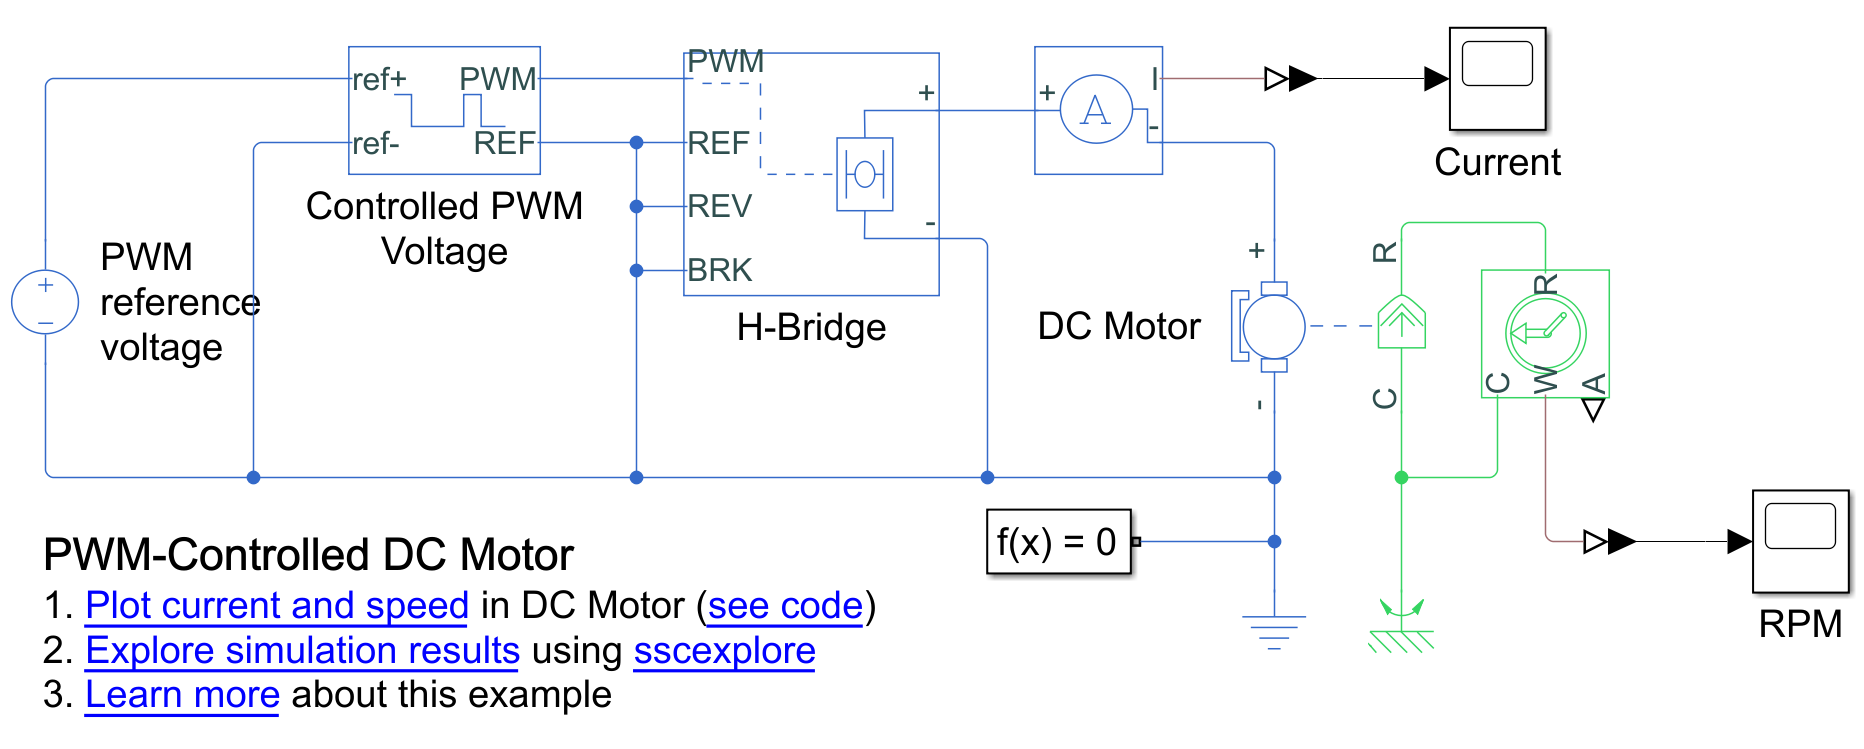 ref+
PWM
ref-
REF
Controlled PWM
Voltage
PWM
reference
voltage
+
−
PWM
REF
REV
BRK
+
-
H-Bridge
+
A
I
-
Current
DC Motor
+
-
R
C
R
C
W
A
f(x) = 0
RPM
PWM-Controlled DC Motor
1. Plot current and speed in DC Motor (see code)
2. Explore simulation results using sscexplore
3. Learn more about this example